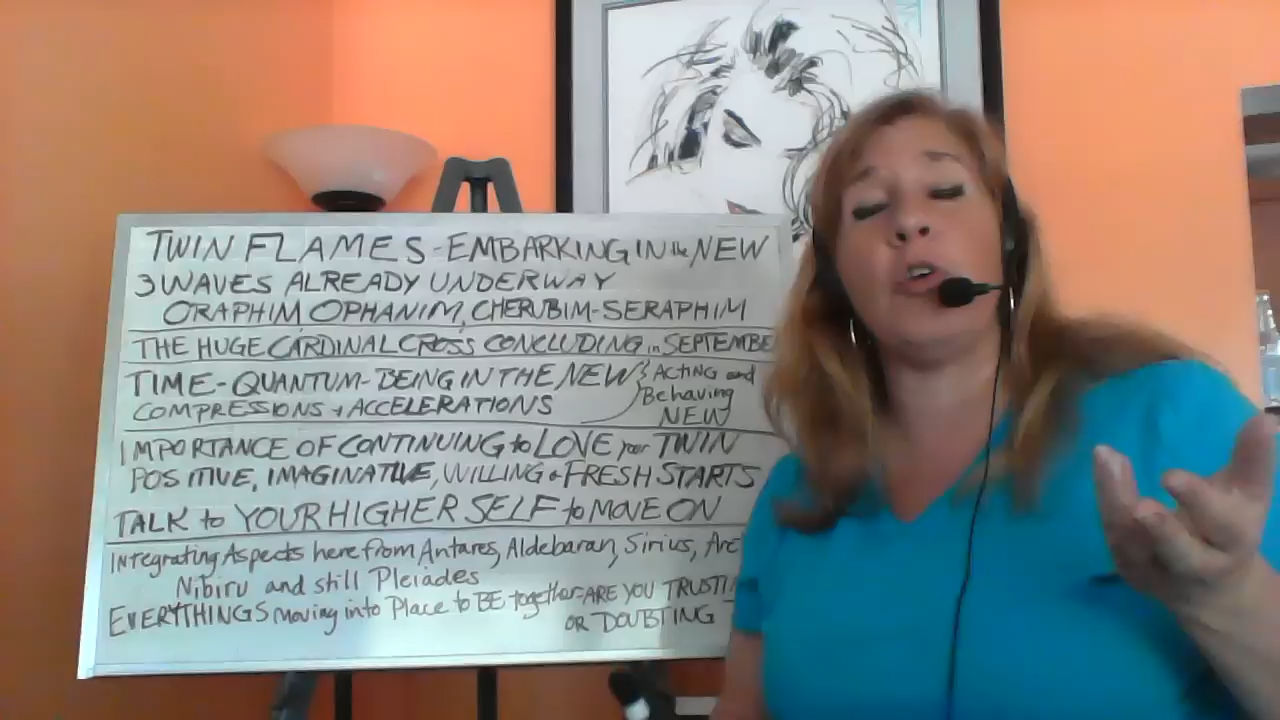 TWIN FLAMES - EMBARKING IN the NEW
3 WAVES ALREADY UNDERWAY
ORAPHIM OPHANIM, CHERUBIM-SERAPHIM
THE HUGE CARDINAL CROSS CONCLUDING in SEPTEMBE
TIME-QUANTUM-BEING IN THE NEW } ACTING and
COMPRESSIONS + ACCELERATIONS Behaving
NEW
IMPORTANCE OF CONTINUING to LOVE your TWIN
POSITIVE, IMAGINATIVE, WILLING & FRESH STARTS
TALK to YOUR HIGHER SELF to MOVE ON
Integrating Aspects here from Antares, Aldebaran, Sirius, Arc
Nibiru and still Pleiades
EVERYTHINGS moving into Place to BE together-ARE YOU TRUSTI
OR DOUBTING